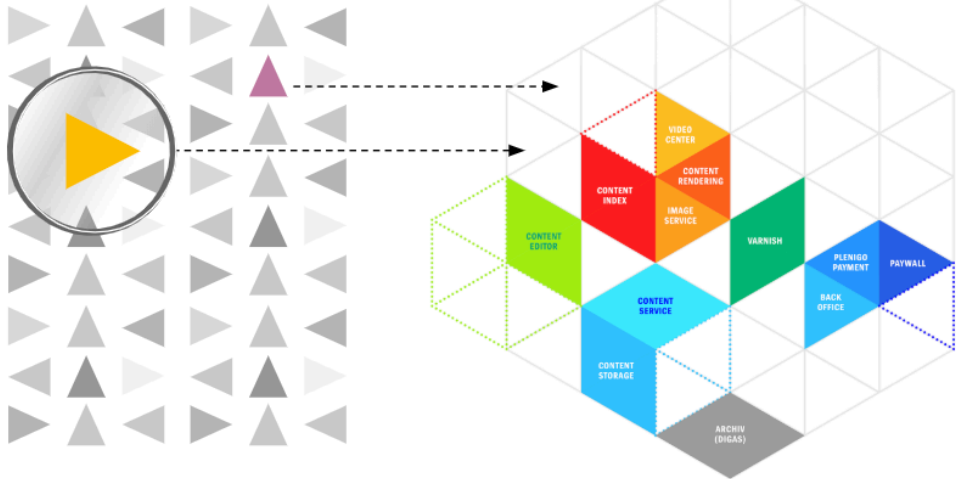 VIDEO
CENTER
CONTENT
RENDERING
CONTENT
INDEX
IMAGE
SERVICE
CONTENT
EDITOR
VARNISH
PLENIGO
PAYMENT
PAYWALL
BACK
OFFICE
CONTENT
SERVICE
CONTENT
STORAGE
ARCHIV
(DIGAS)